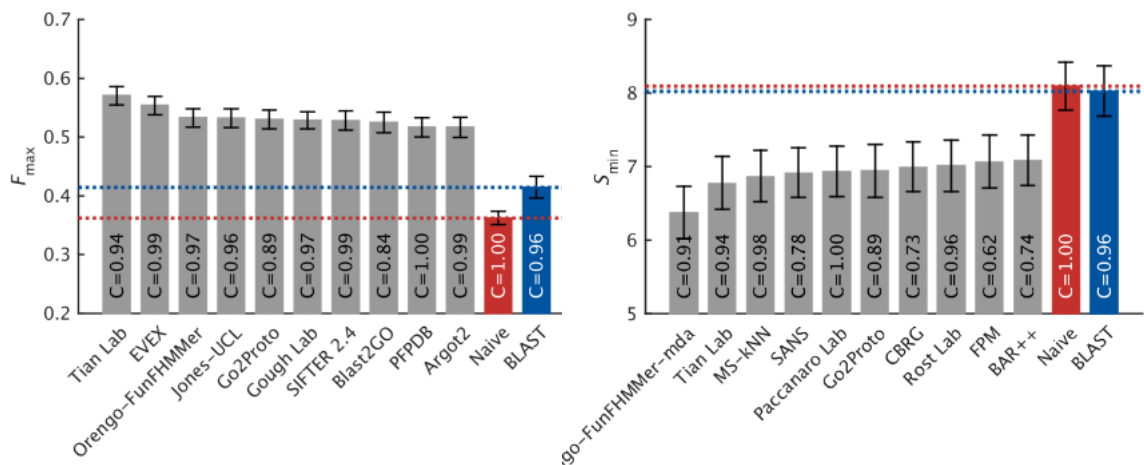 0.7
0.6
0.5
0.4
0.3
0.2
Fmax
C=0.94
C=0.99
C=0.97
C=0.96
C=0.89
C=0.97
C=0.99
C=0.84
C=1.00
C=0.99
C=1.00
C=0.96
Tian Lab
EVEX
Orengo-FunFHMMer
Jones-UCL
Go2Proto
Gough Lab
SIFTER 2.4
Blast2GO
PFPDB
Argot2
Naive
BLAST
9
8
7
6
5
Smin
C=0.91
C=0.94
C=0.98
C=0.78
C=1.00
C=0.89
C=0.73
C=0.96
C=0.62
C=0.74
C=1.00
C=0.96
go-FunFHMMer-mda
Tian Lab
MS-kNN
SANS
Paccanaro Lab
Go2Proto
CBRG
Rost Lab
FPM
BAR++
Naive
BLAST